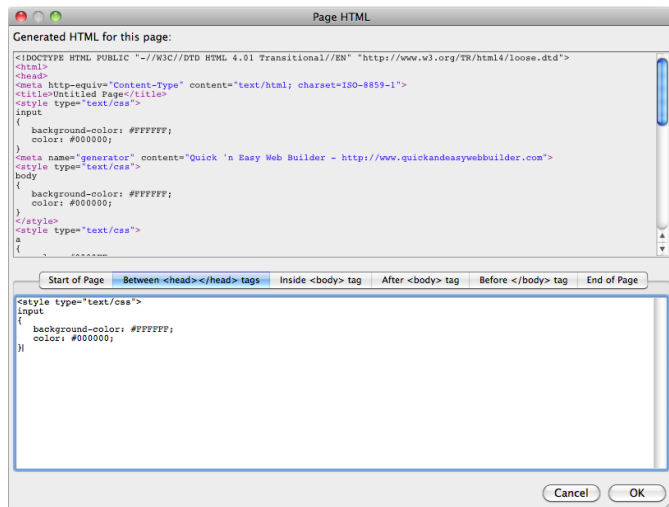 Page HTML
Generated HTML for this page:
<!DOCTYPE HTML PUBLIC "-//W3C//DTD HTML 4.01 Transitional//EN" "http://www.w3.org/TR/html4/loose.dtd">
<html>
<head>
<meta http-equiv="Content-Type" content="text/html; charset=ISO-8859-1">
<title>Untitled Page</title>
<style type="text/css">
input
{
   background-color: #FFFFFF;
   color: #000000;
}
<meta name="generator" content="Quick 'n Easy Web Builder - http://www.quickandeasywebbuilder.com">
<style type="text/css">
body
{
   background-color: #FFFFFF;
   color: #000000;
}
</style>
<style type="text/css">
a
{
Start of Page Between <head></head> tags Inside <body> tag After <body> tag Before </body> tag End of Page
<style type="text/css">
input
{
   background-color: #FFFFFF;
   color: #000000;
}
Cancel OK